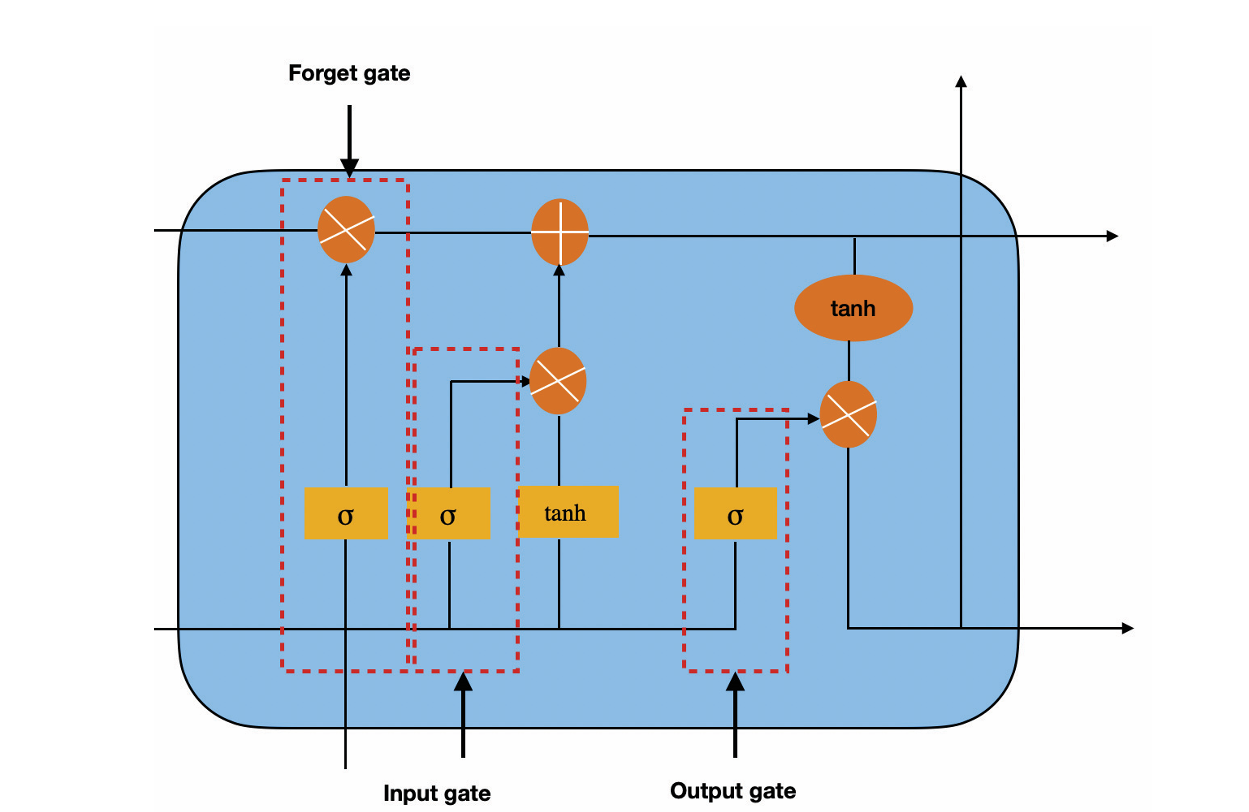 Forget gate
tanh
σ
σ
tanh
σ
Input gate
Output gate